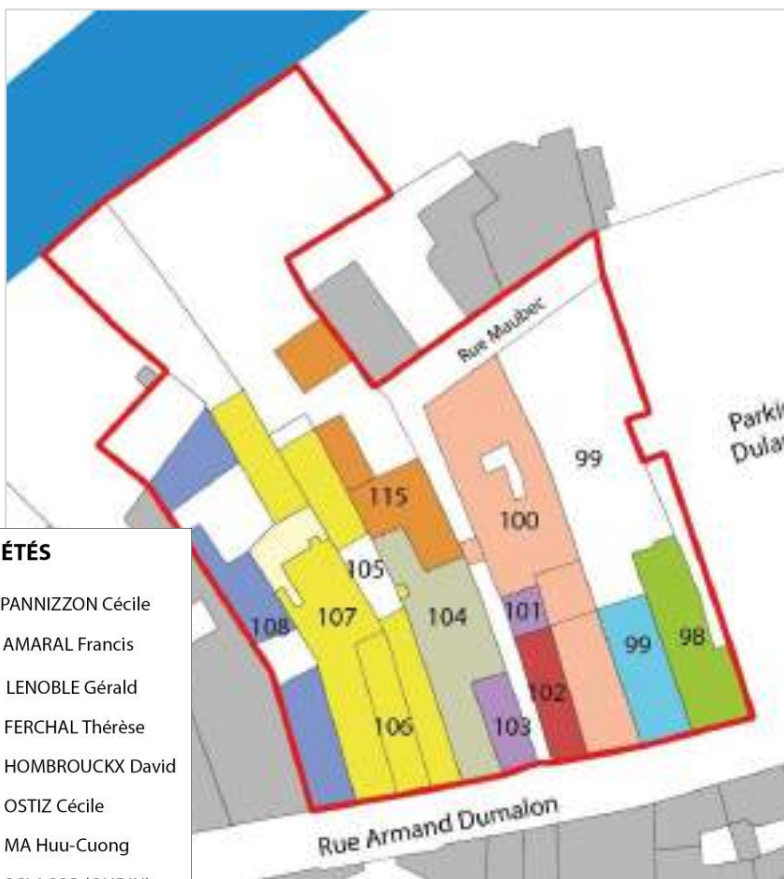 Rue Maubec
Parki
Dula
99
115
100
105
101
108
107
104
99
98
102
106
103
Rue Armand Dumalon
ÉTÉS
PANNIZZON Cécile
AMARAL Francis
LENOBLE Gérald
FERCHAL Thérèse
HOMBROUCKX David
OSTIZ Cécile
MA Huu-Cuong